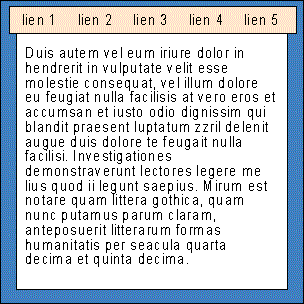 lien 1 lien 2 lien 3 lien 4 lien 5
Duis autem vel eum iriure dolor in
hendrerit in vulputate velit esse
molestie consequat, vel illum dolore
eu feugiat nulla facilisis at vero eros et
accumsan et iusto odio dignissim qui
blandit praesent luptatum zzril delenit
augue duis dolore te feugait nulla
facilisi. Investigationes
demonstraverunt lectores legere me
lius quod ii legunt saepius. Mirum est
notare quam littera gothica, quam
nunc putamus parum claram,
anteposuerit litterarum formas
humanitatis per seacula quarta
decima et quinta decima.